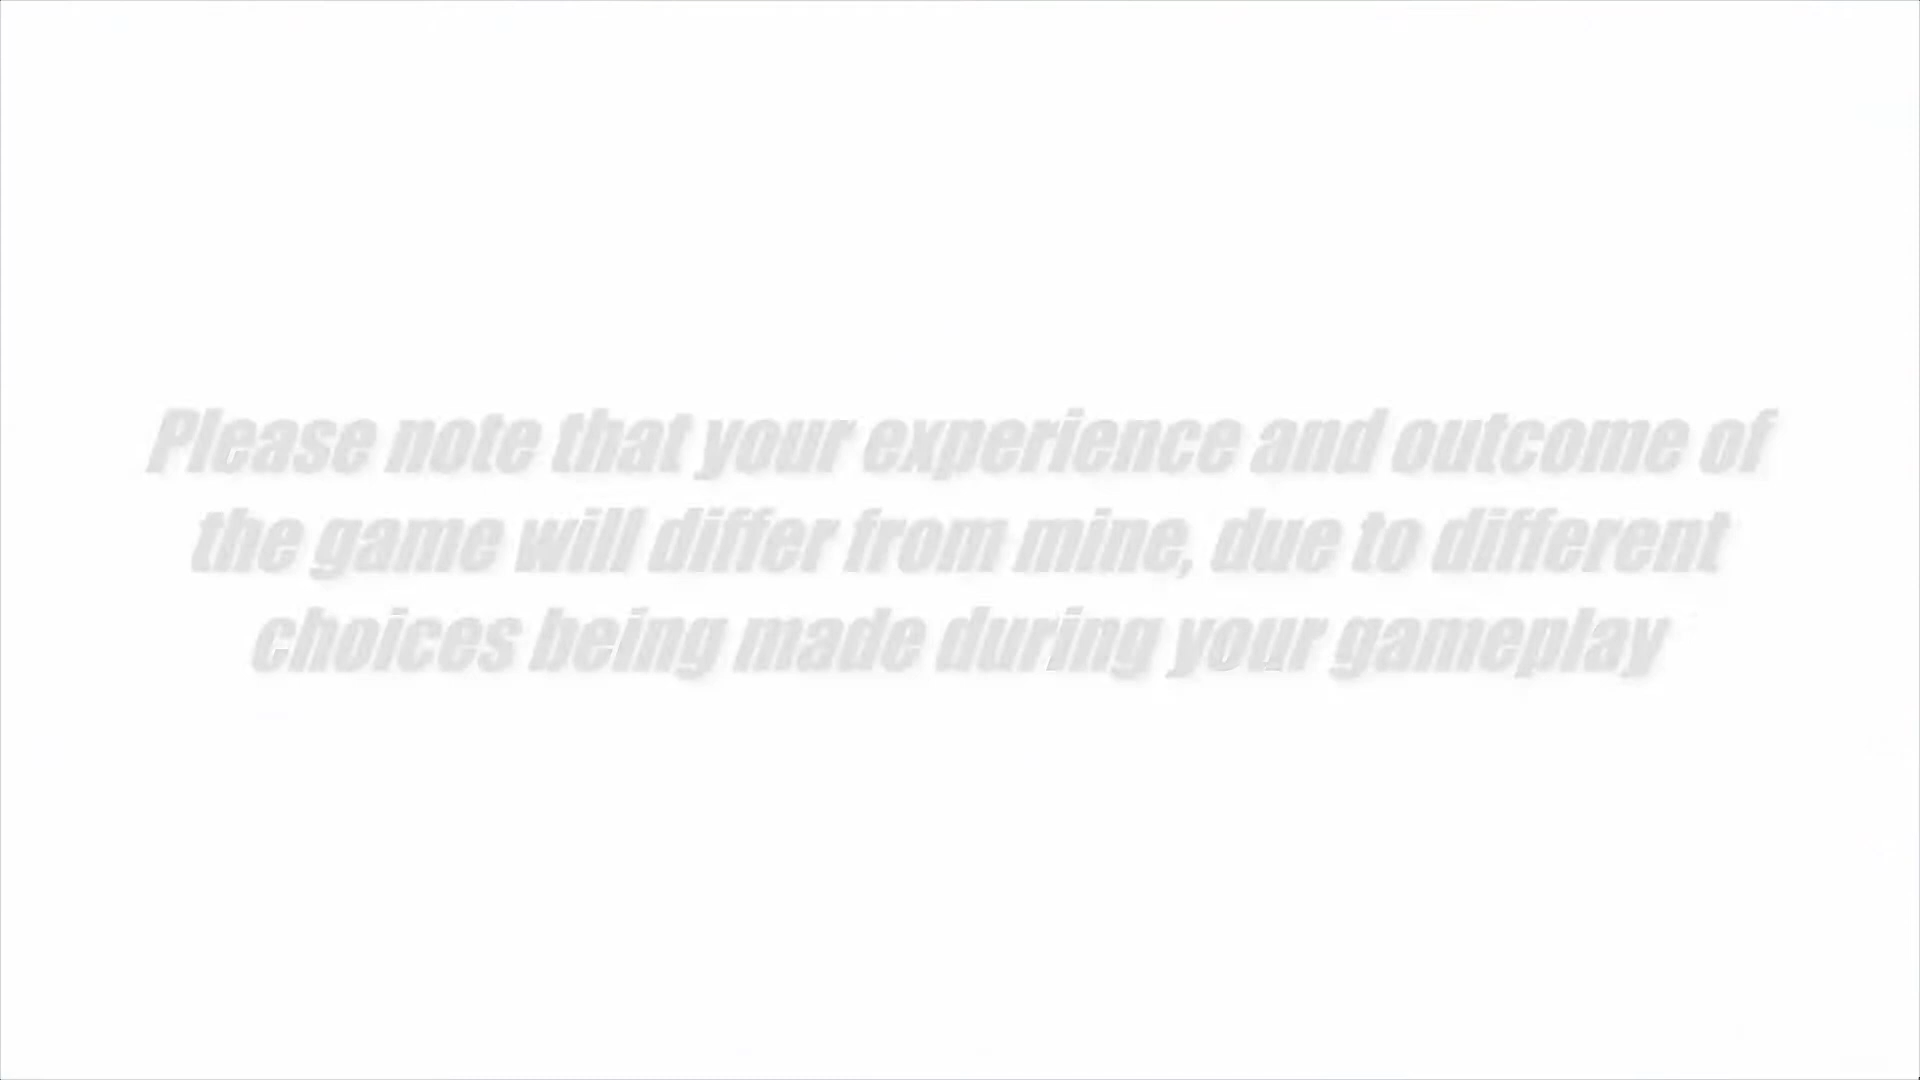 Please note that your experience and outcome of
the game will differ from mine, due to different
choices being made during your gameplay